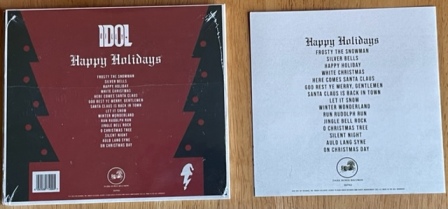 IDOL
Happy Holidays
FROSTY THE SNOWMAN
SILVER BELLS
HAPPY HOLIDAY
WHITE CHRISTMAS
HERE COMES SANTA CLAUS
GOD REST YE MERRY, GENTLEMEN
SANTA CLAUS IS BACK IN TOWN
LET IT SNOW
WINTER WONDERLAND
RUN RUDOLPH RUN
JINGLE BELL ROCK
O CHRISTMAS TREE
SILENT NIGHT
AULD LANG SYNE
ON CHRISTMAS DAY
Happy Holidays
FROSTY THE SNOWMAN
SILVER BELLS
HAPPY HOLIDAY
WHITE CHRISTMAS
HERE COMES SANTA CLAUS
GOD REST YE MERRY, GENTLEMEN
SANTA CLAUS IS BACK IN TOWN
LET IT SNOW
WINTER WONDERLAND
RUN RUDOLPH RUN
JINGLE BELL ROCK
O CHRISTMAS TREE
SILENT NIGHT
AULD LANG SYNE
ON CHRISTMAS DAY